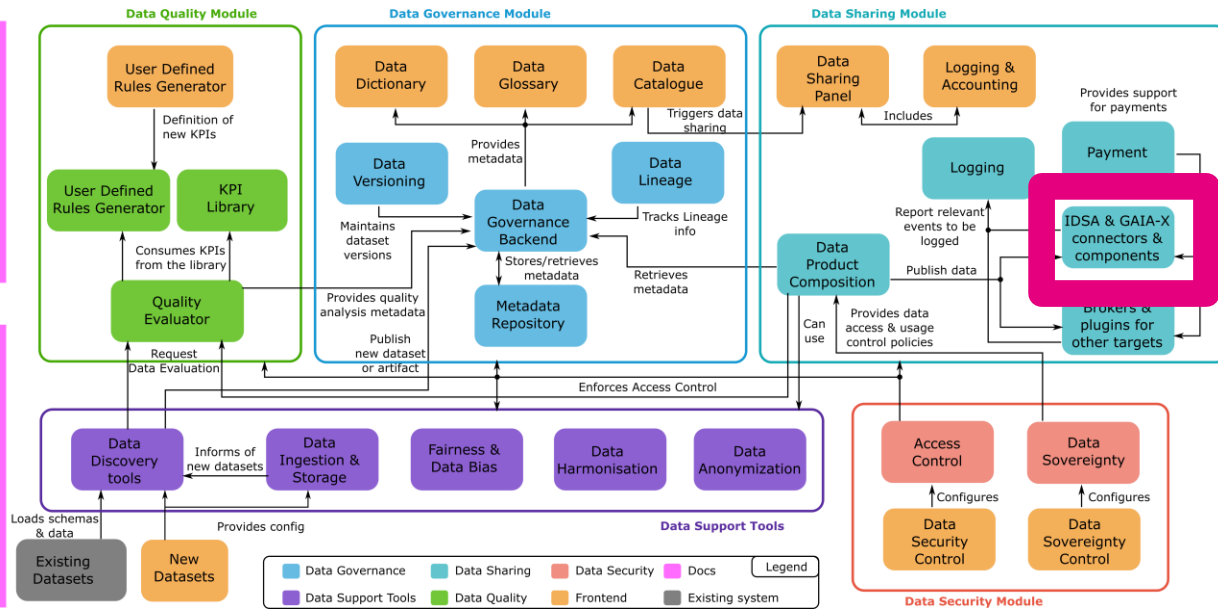 Data Quality Module
Data Governance Module
Data Sharing Module
User Defined
Rules Generator
Data
Dictionary
Data
Glossary
Data
Catalogue
Data
Sharing
Panel
Logging &
Accounting
Provides support
for payments
Definition of
new KPIs
Provides
metadata
Triggers data
sharing
Includes
User Defined
Rules Generator
KPI
Library
Data
Versioning
Data
Lineage
Logging
Payment
Data
Governance
Backend
Maintains
dataset
versions
Tracks Lineage
info
Report relevant
events to be
logged
IDSA & GAIA-X
connectors &
components
Consumes KPIs
from the library
Stores/retrieves
metadata
Retrieves
metadata
Data
Product
Composition
Publish data
Quality
Evaluator
Provides quality
analysis metadata
Metadata
Repository
Can
use
Provides data
access & usage
control policies
Brokers &
plugins for
other targets
Request
Data Evaluation
Publish
new dataset
or artifact
Enforces Access Control
Data
Discovery
tools
Informs of
new datasets
Data
Ingestion &
Storage
Fairness &
Data Bias
Data
Harmonisation
Data
Anonymization
Access
Control
Data
Sovereignty
Configures
Configures
Loads schemas
& data
Provides config
Data Support Tools
Existing
Datasets
New
Datasets
Data
Security
Control
Data
Sovereignty
Control
Legend
Data Governance
Data Sharing
Data Security
Docs
Data Support Tools
Data Quality
Frontend
Existing system
Data Security Module